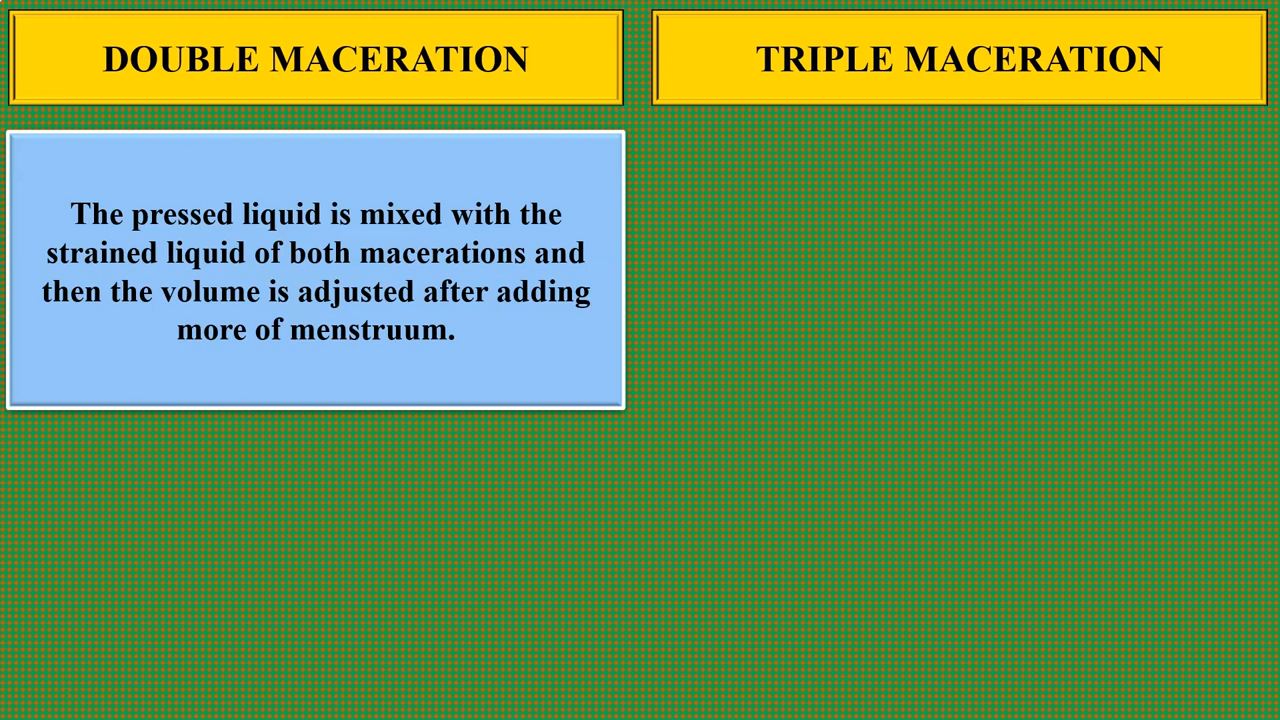 DOUBLE MACERATION
TRIPLE MACERATION
The pressed liquid is mixed with the
strained liquid of both macerations and
then the volume is adjusted after adding
more of menstruum.